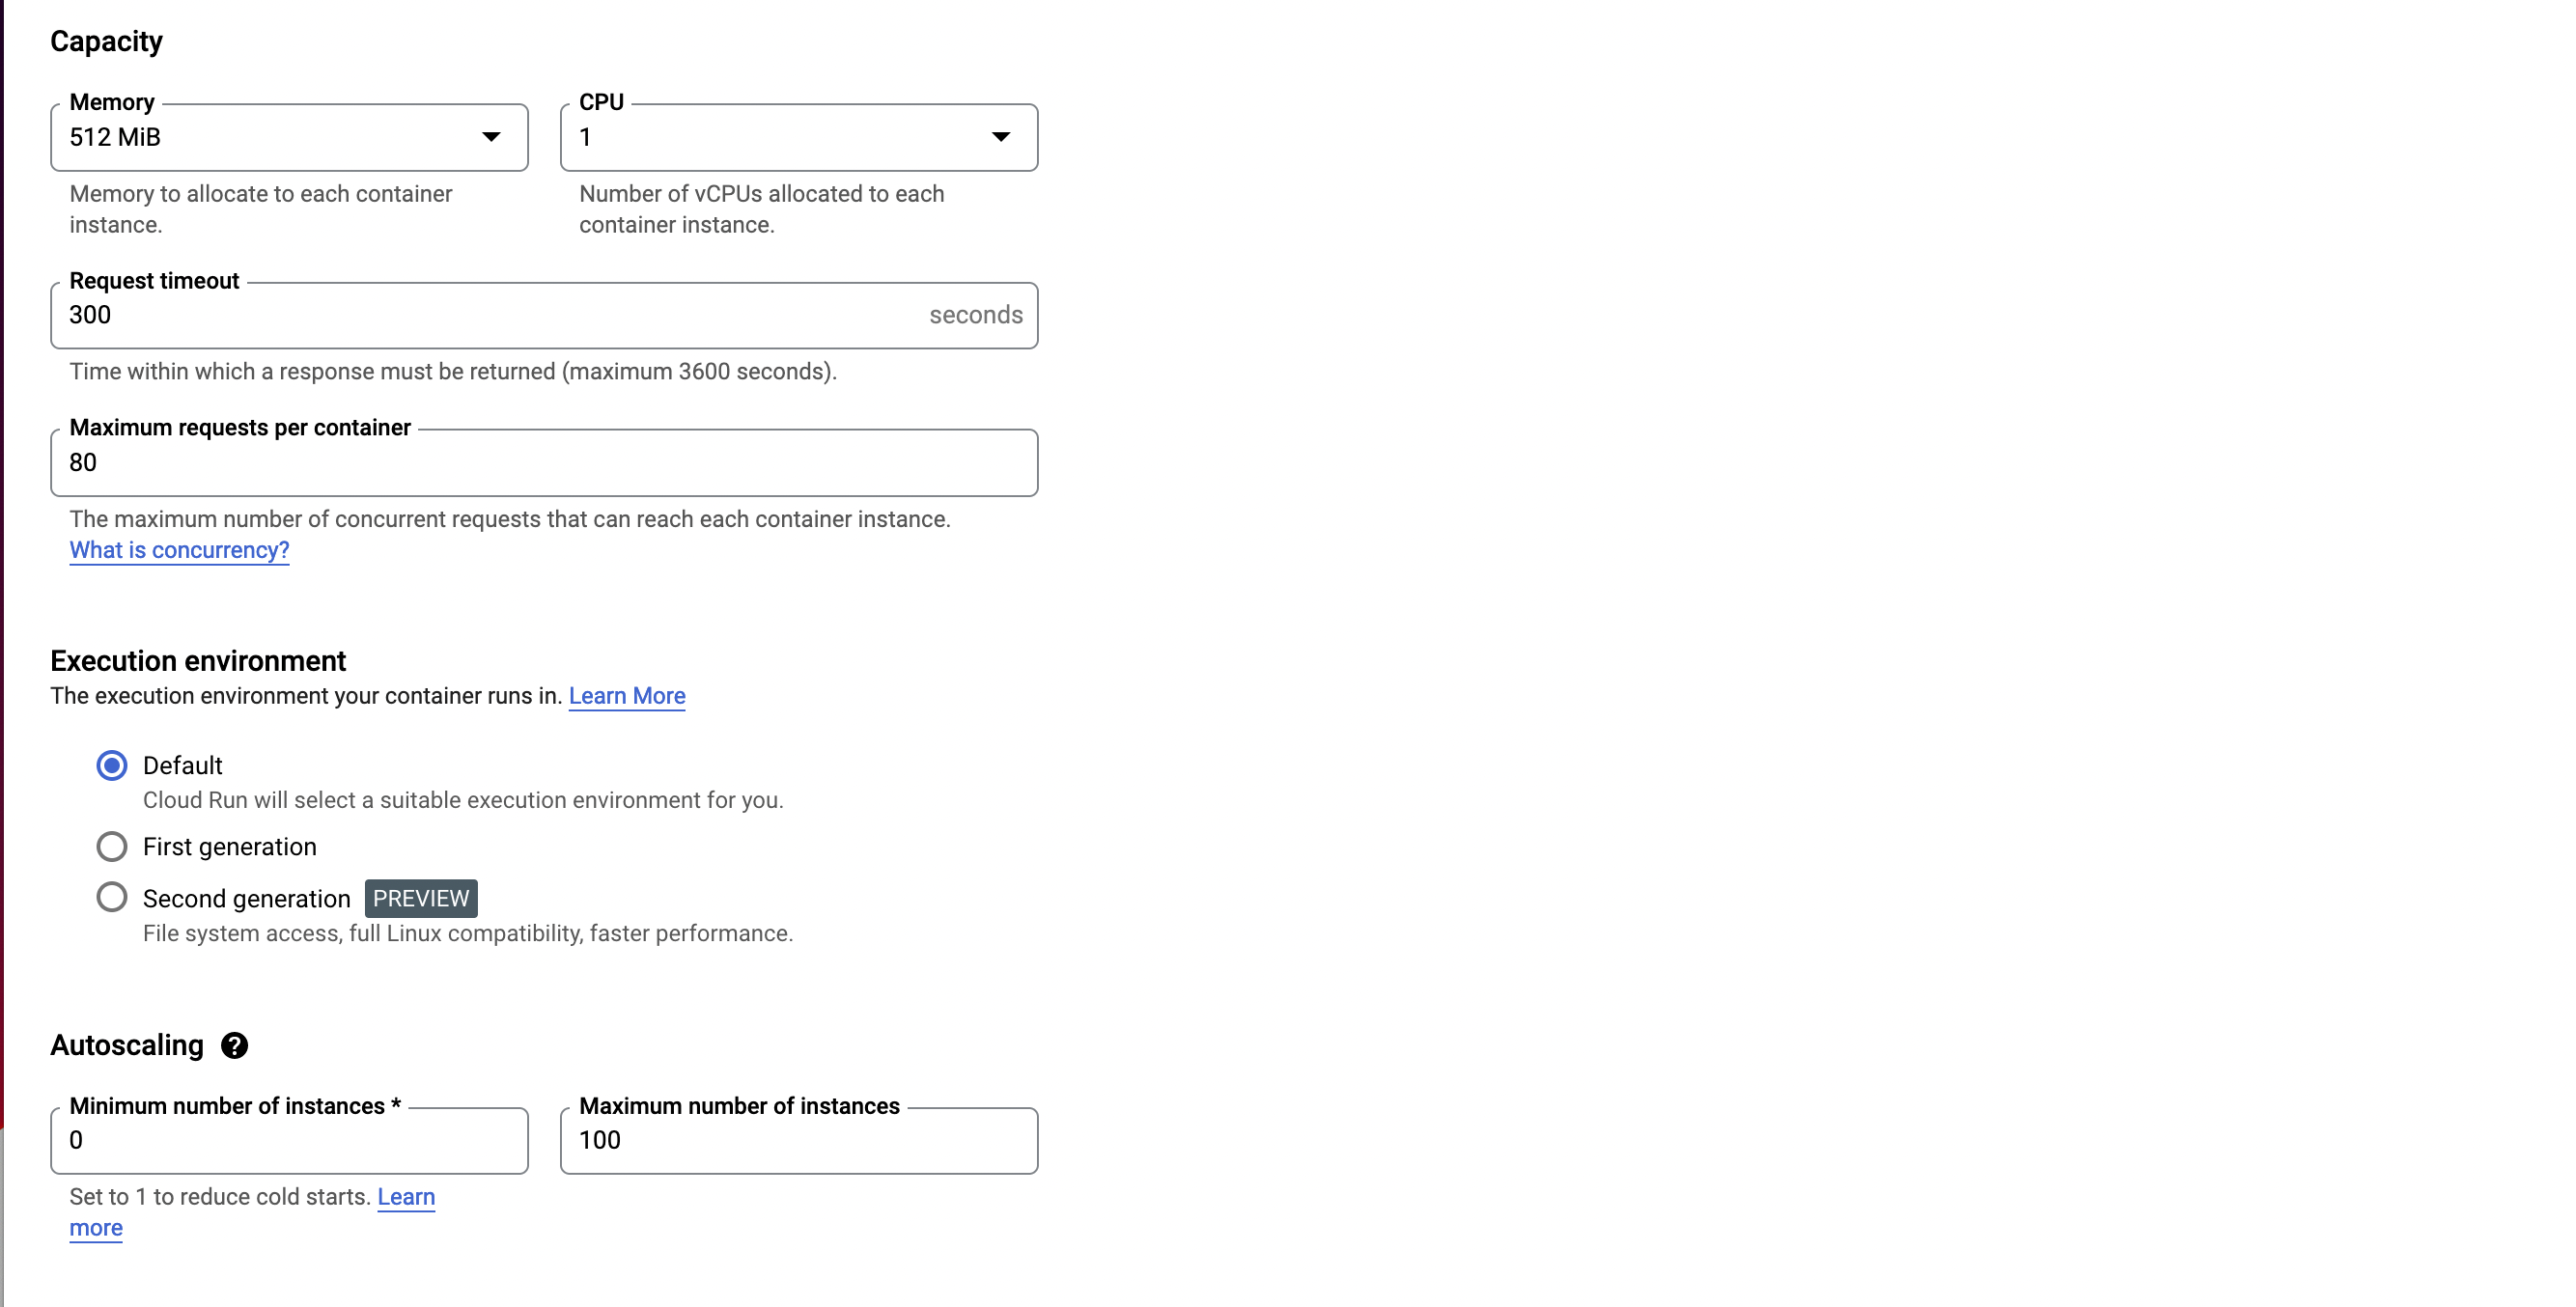 Capacity
Memory
512 MiB
Memory to allocate to each container
instance.
CPU
1
Number of vCPUs allocated to each
container instance.
Request timeout
300 seconds
Time within which a response must be returned (maximum 3600 seconds).
Maximum requests per container
80
The maximum number of concurrent requests that can reach each container instance.
What is concurrency?
Execution environment
The execution environment your container runs in. Learn More
Default
Cloud Run will select a suitable execution environment for you.
First generation
Second generation PREVIEW
File system access, full Linux compatibility, faster performance.
Autoscaling ?
Minimum number of instances *
0
Set to 1 to reduce cold starts. Learn
more
Maximum number of instances
100